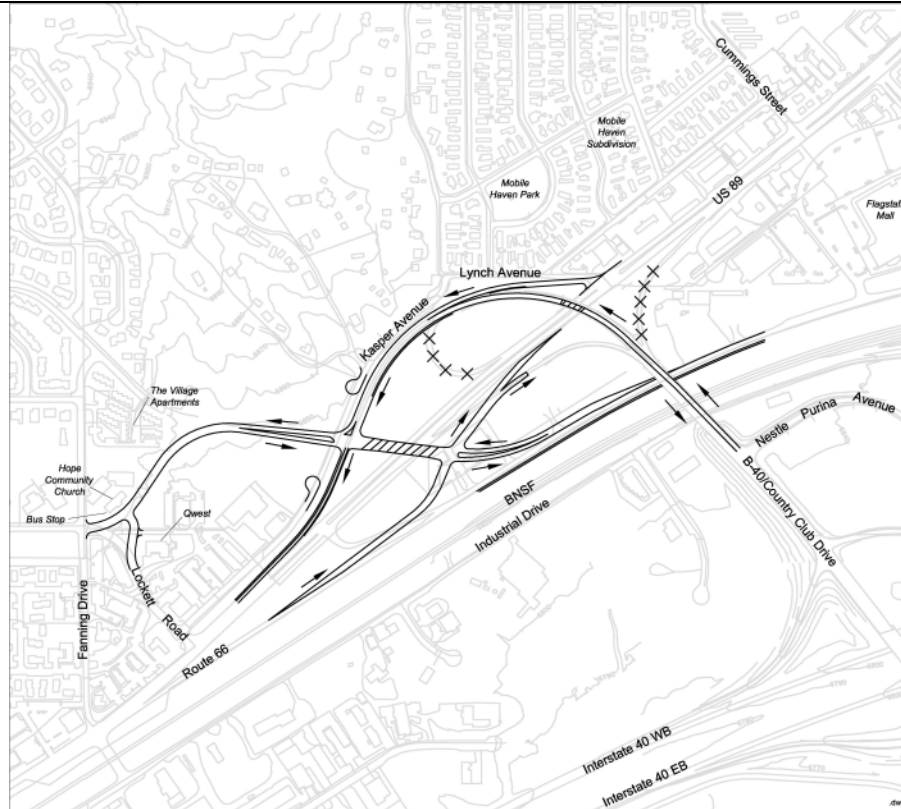 Cummings Street
Mobile
Haven
Subdivision
Mobile
Haven Park
US 89
Flagstaf
Mall
Lynch Avenue
Kasper Avenue
The Village
Apartments
Nestle Purina Avenue
Hope
Community
Church
Bus Stop
Qwest
BNSF
Industrial Drive
B-40/Country Club Drive
Lockett Road
Fanning Drive
Route 66
Interstate 40 WB
Interstate 40 EB